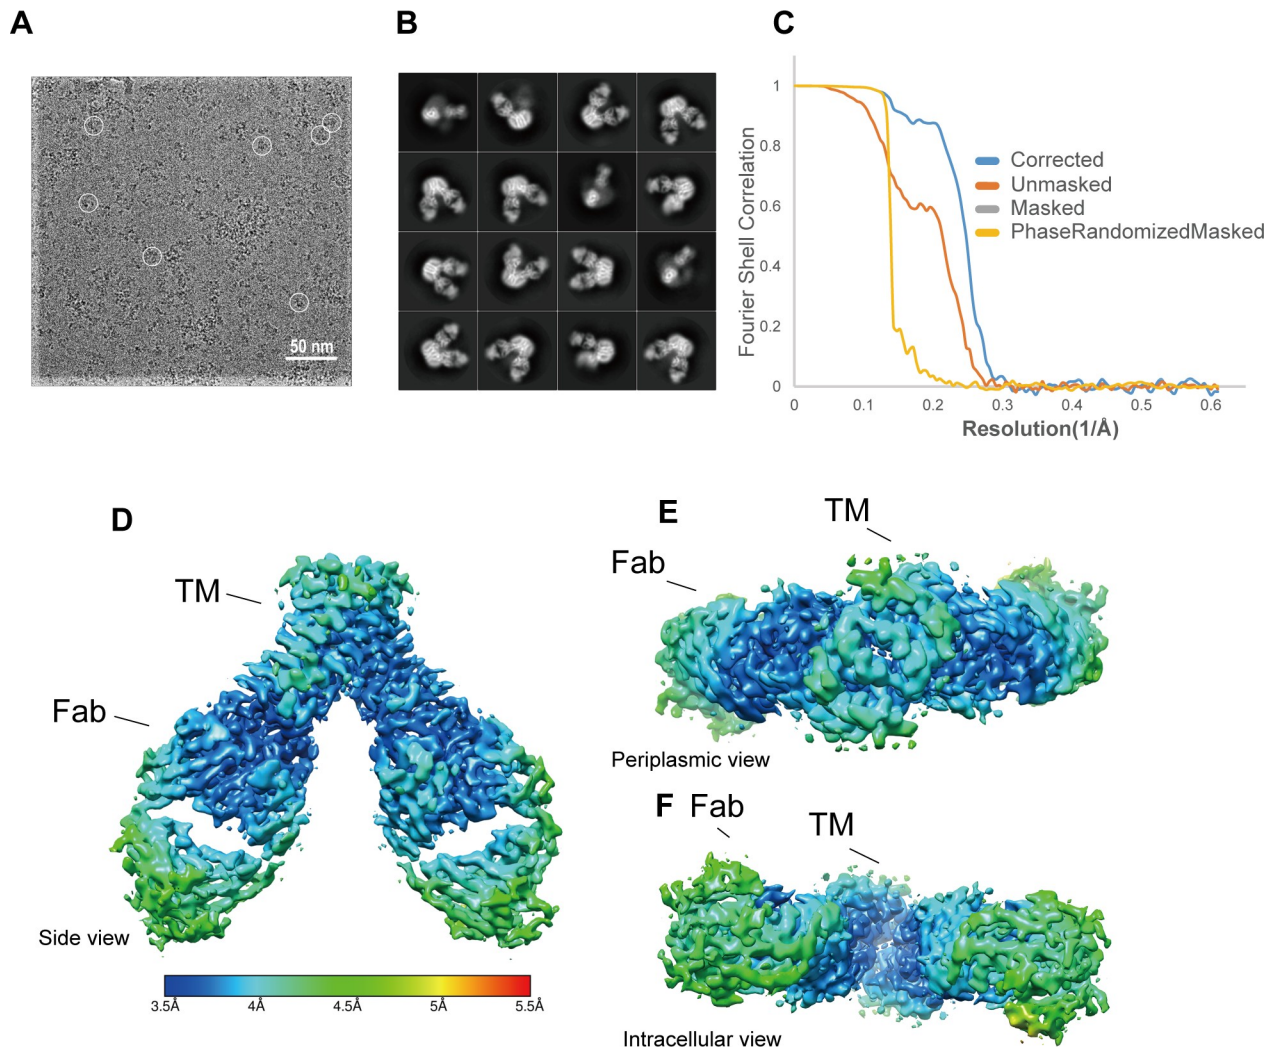 A
B
C
50 nm
Fourier Shell Correlation
1
0.8
0.6
0.4
0.2
0
0
0.1
0.2
0.3
0.4
0.5
0.6
Resolution(1/Å)
Corrected
Unmasked
Masked
PhaseRandomizedMasked
D
TM
Fab
Side view
3.5Å
4Å
4.5Å
5Å
5.5Å
E
TM
Fab
Periplasmic view
F
Fab
TM
Intracellular view